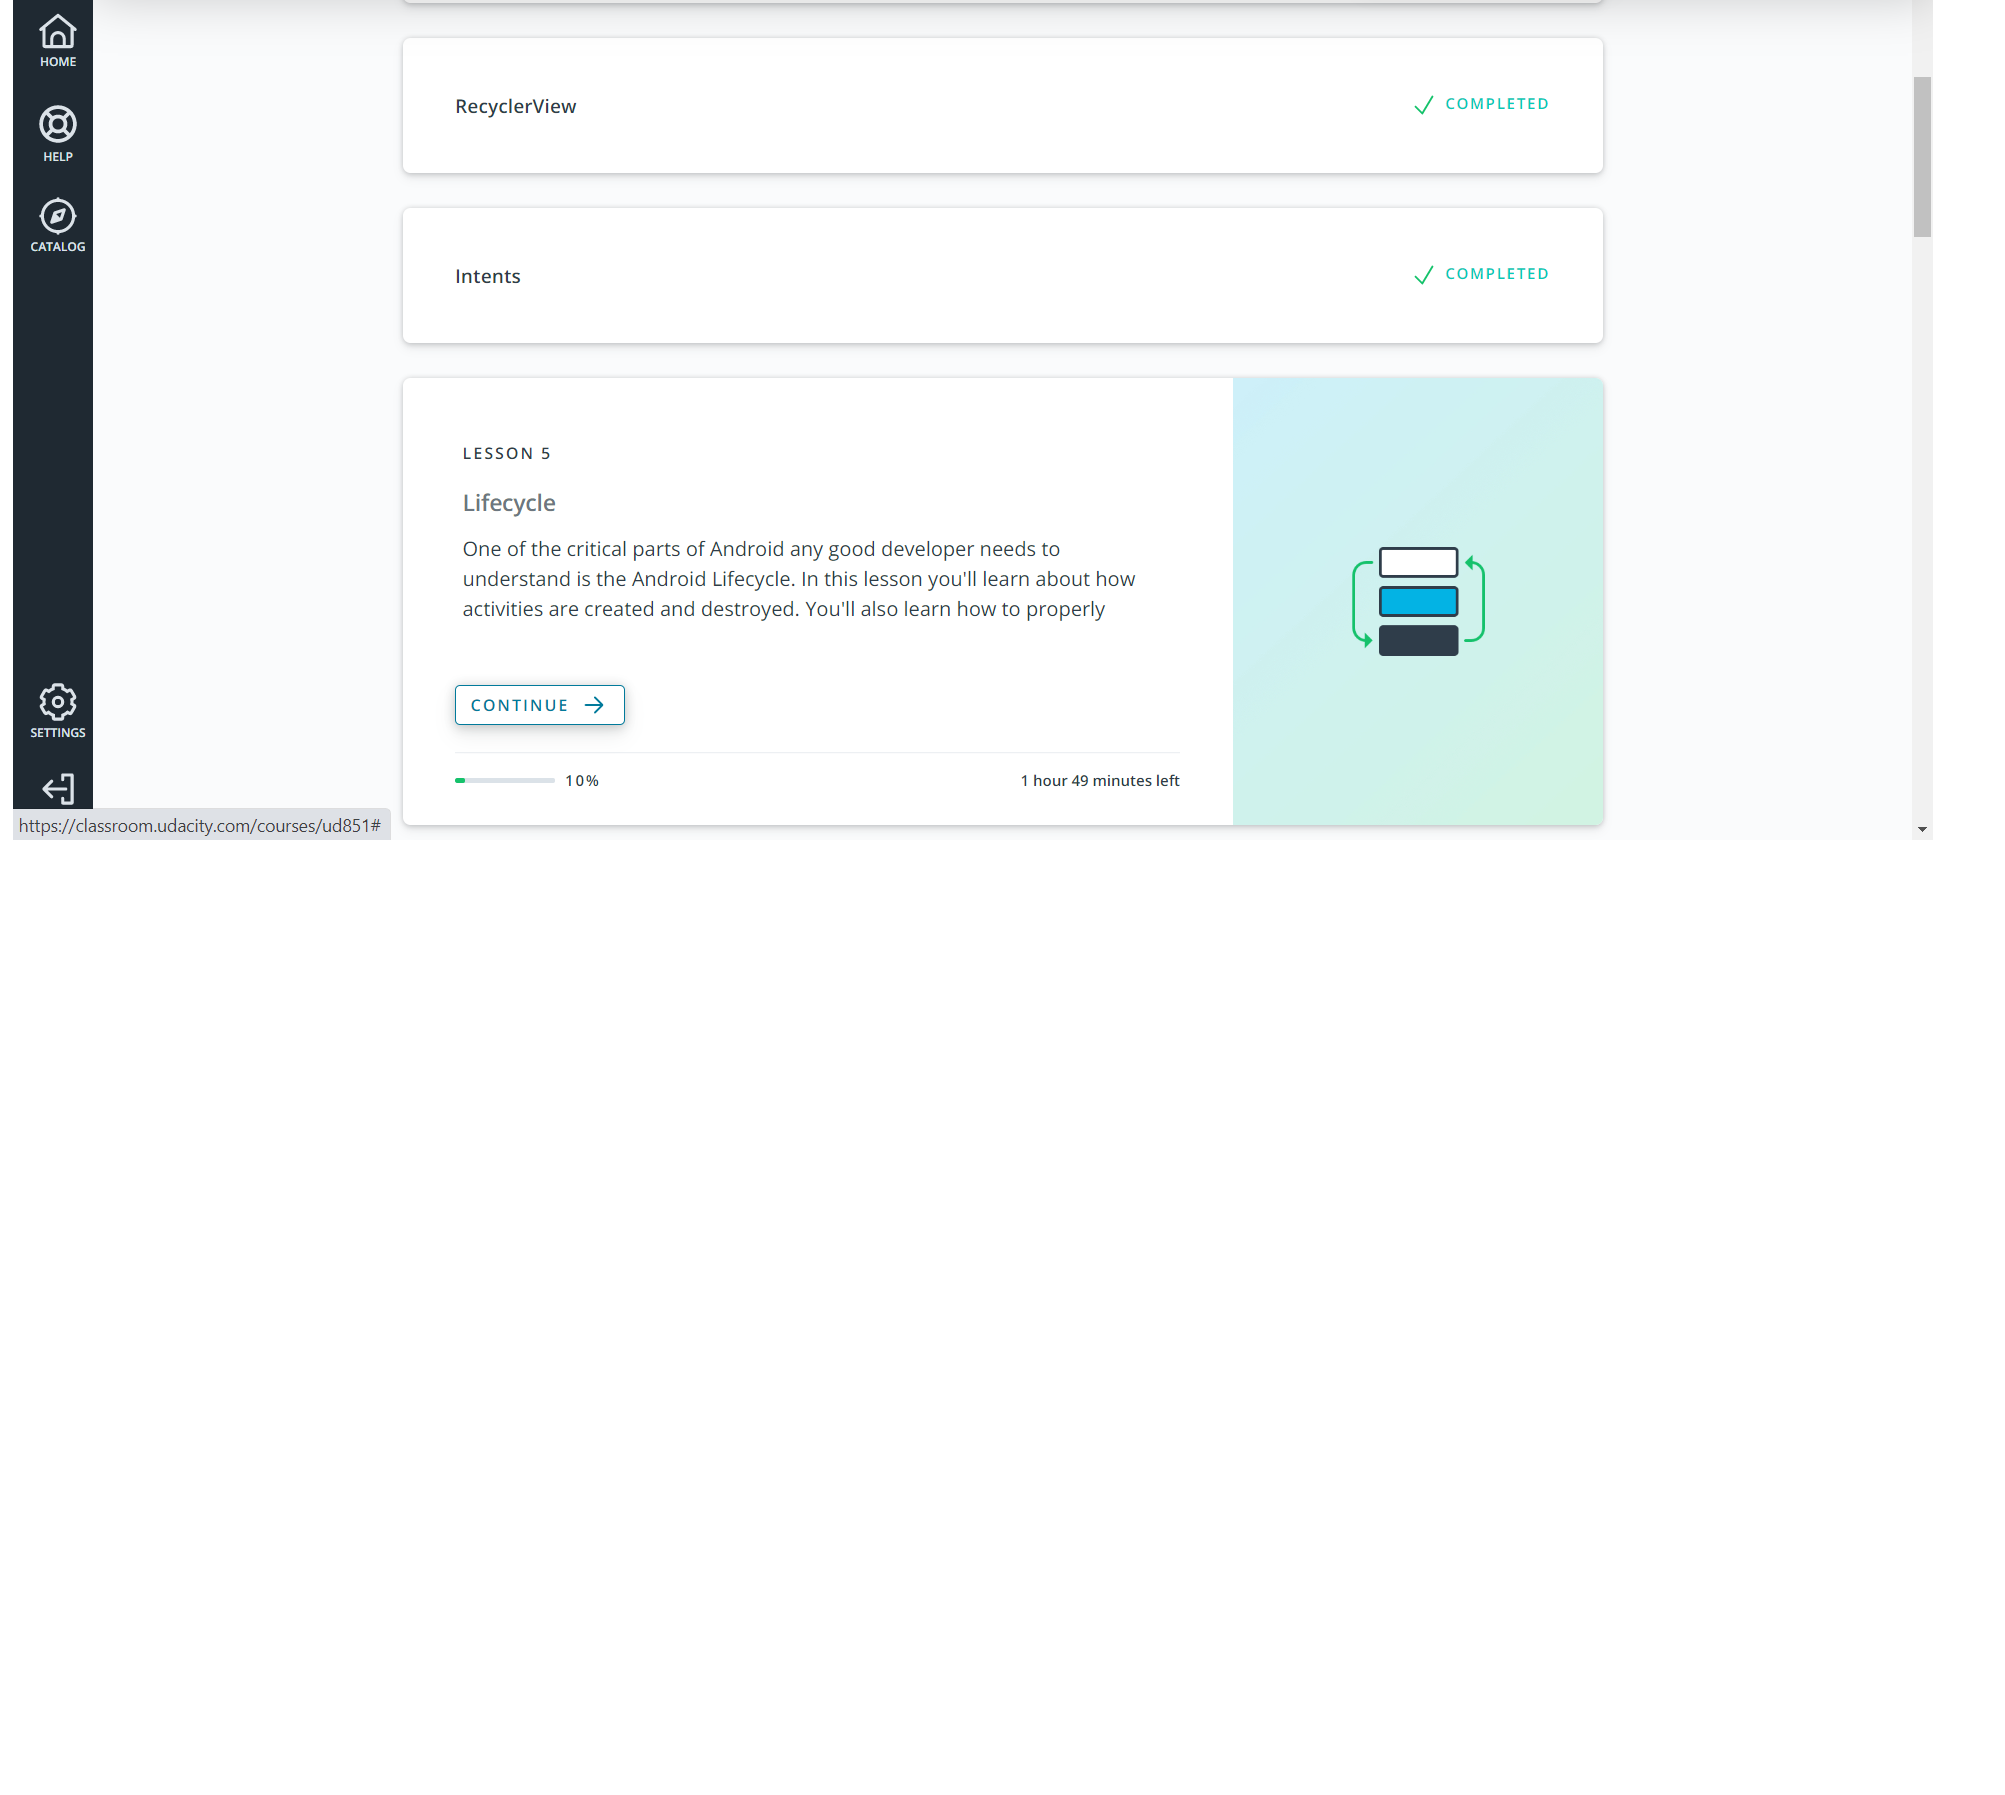 HOME
HELP
CATALOG
SETTINGS
RecyclerView
COMPLETED
Intents
COMPLETED
LESSON 5
Lifecycle
One of the critical parts of Android any good developer needs to
understand is the Android Lifecycle. In this lesson you'll learn about how
activities are created and destroyed. You'll also learn how to properly
CONTINUE
10%
1 hour 49 minutes left
https://classroom.udacity.com/courses/ud851#